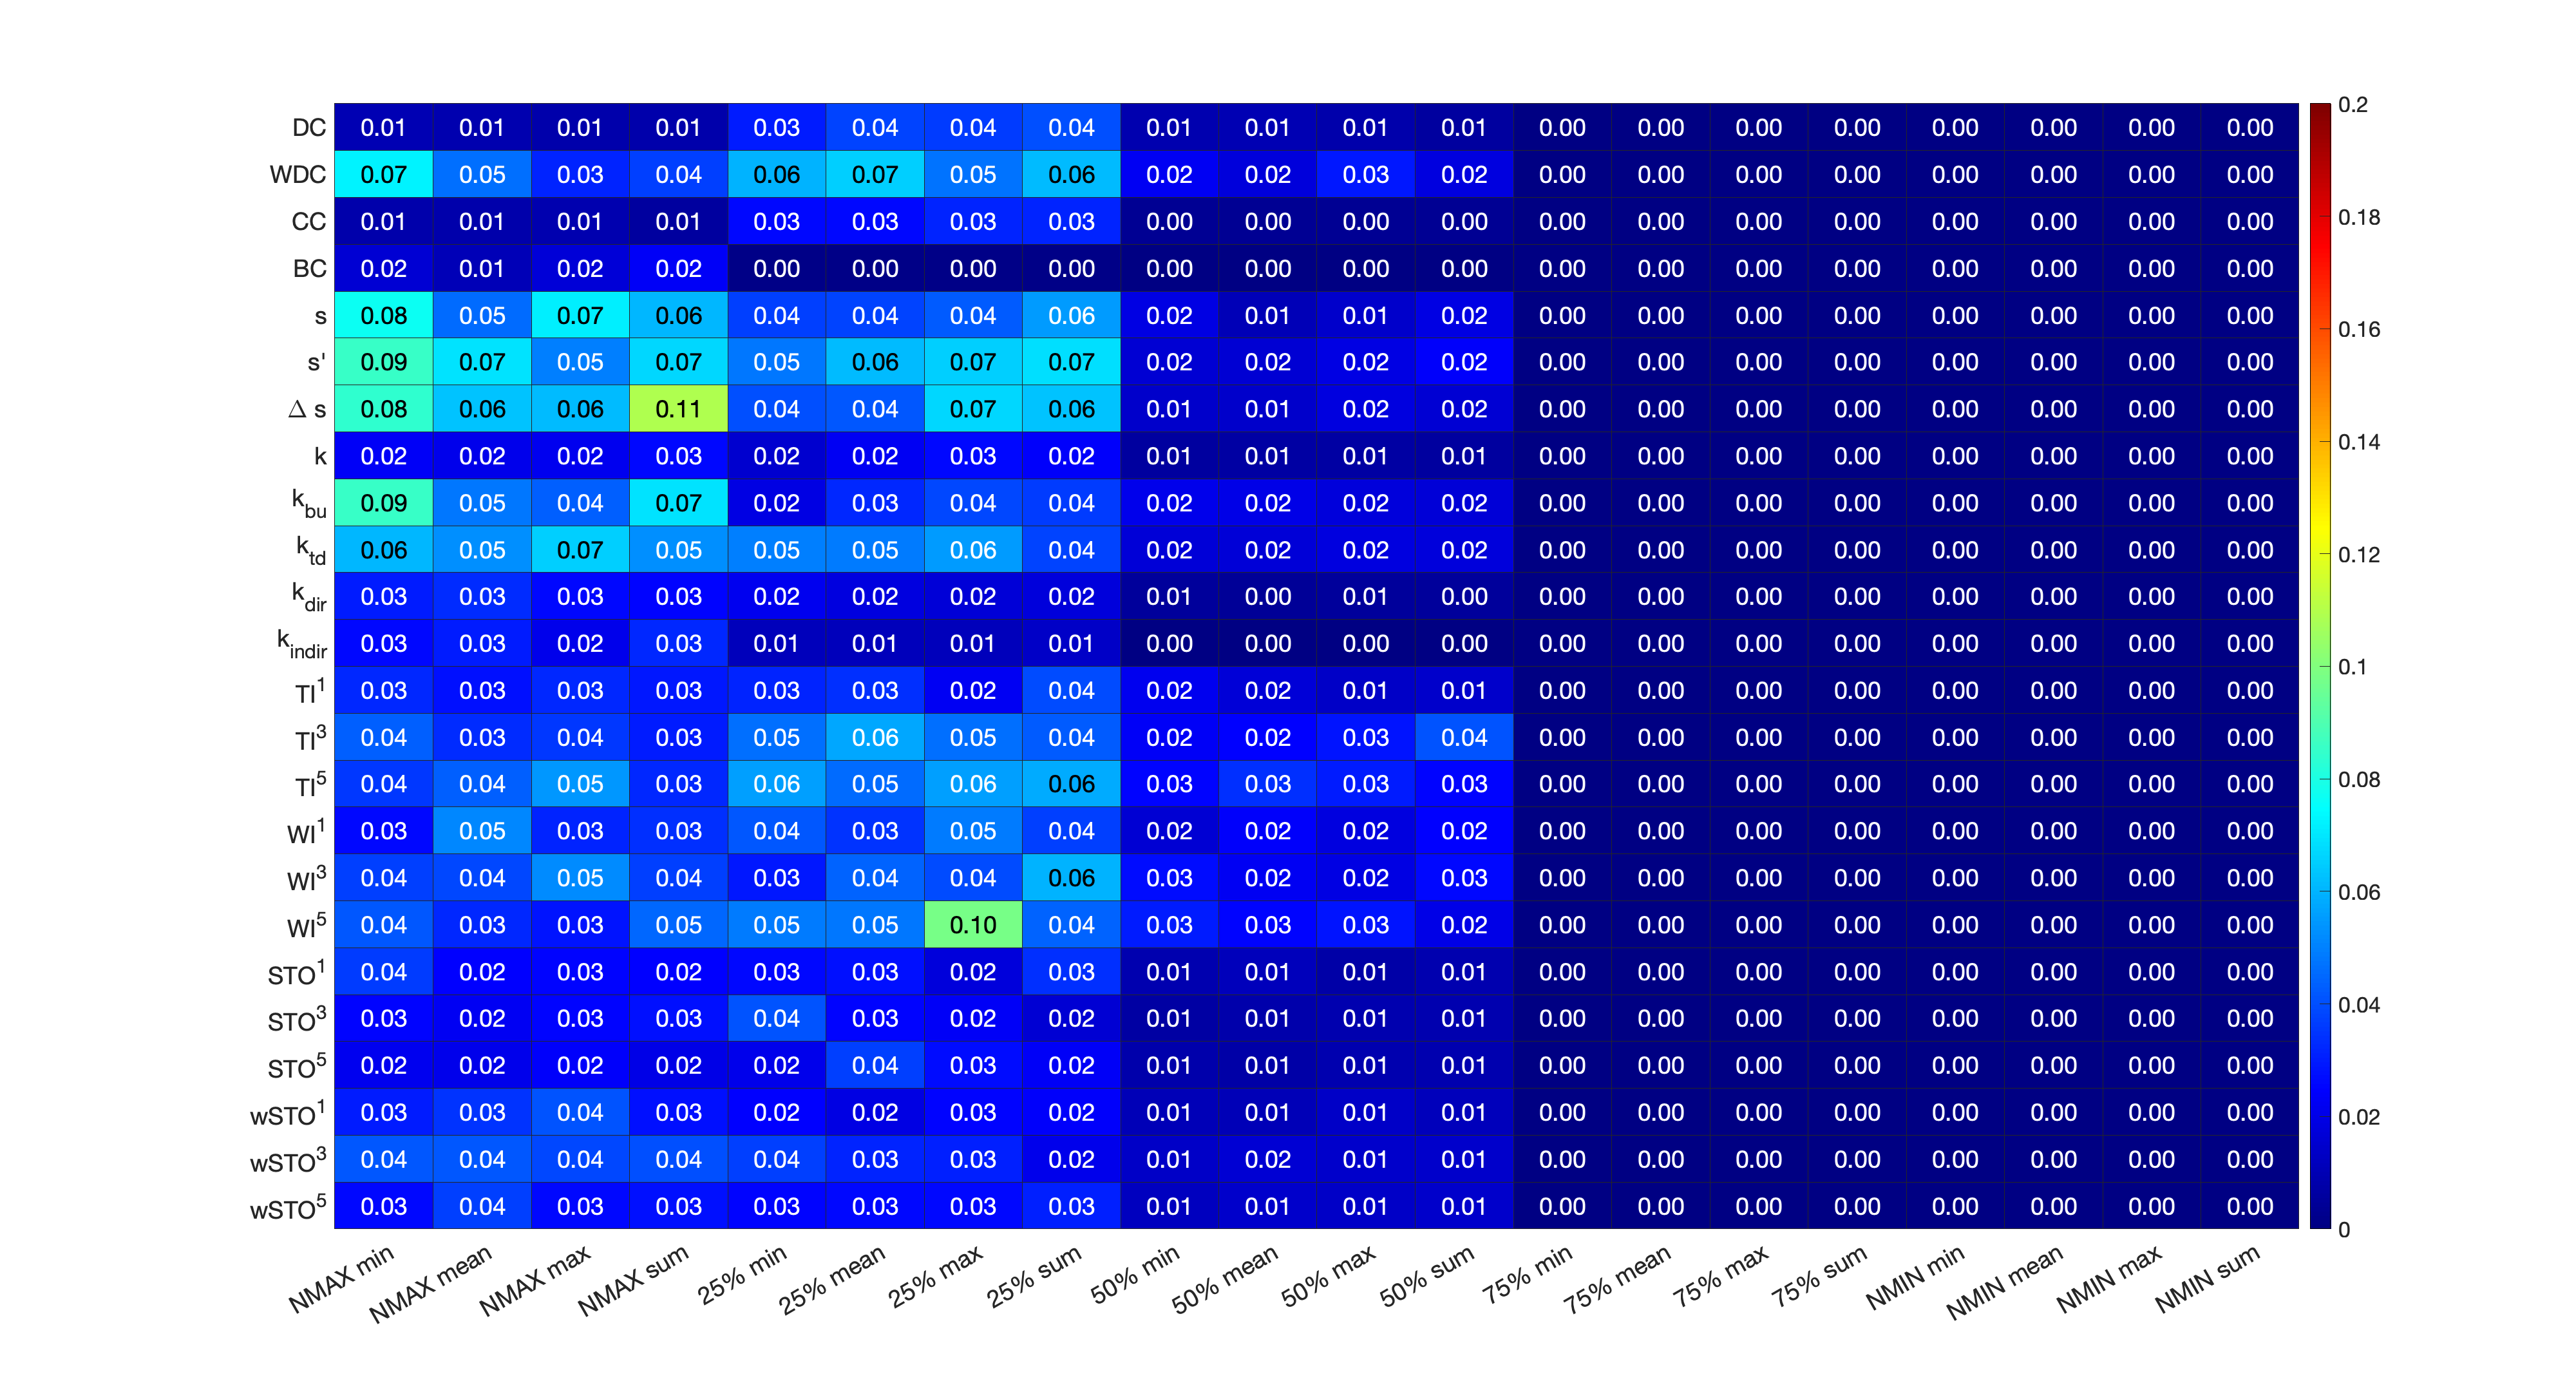 DC 0.01 0.01 0.01 0.01 0.03 0.04 0.04 0.04 0.01 0.01 0.01 0.01 0.00 0.00 0.00 0.00 0.00 0.00 0.00 0.00
WDC 0.07 0.05 0.03 0.04 0.06 0.07 0.05 0.06 0.02 0.02 0.03 0.02 0.00 0.00 0.00 0.00 0.00 0.00 0.00 0.00
CC 0.01 0.01 0.01 0.01 0.03 0.03 0.03 0.03 0.00 0.00 0.00 0.00 0.00 0.00 0.00 0.00 0.00 0.00 0.00 0.00
BC 0.02 0.01 0.02 0.02 0.00 0.00 0.00 0.00 0.00 0.00 0.00 0.00 0.00 0.00 0.00 0.00 0.00 0.00 0.00 0.00
s 0.08 0.05 0.07 0.06 0.04 0.04 0.04 0.06 0.02 0.01 0.01 0.02 0.00 0.00 0.00 0.00 0.00 0.00 0.00 0.00
s' 0.09 0.07 0.05 0.07 0.05 0.06 0.07 0.07 0.02 0.02 0.02 0.02 0.00 0.00 0.00 0.00 0.00 0.00 0.00 0.00
Δ s 0.08 0.06 0.06 0.11 0.04 0.04 0.07 0.06 0.01 0.01 0.02 0.02 0.00 0.00 0.00 0.00 0.00 0.00 0.00 0.00
k 0.02 0.02 0.02 0.03 0.02 0.02 0.03 0.02 0.01 0.01 0.01 0.01 0.00 0.00 0.00 0.00 0.00 0.00 0.00 0.00
k_bu 0.09 0.05 0.04 0.07 0.02 0.03 0.04 0.04 0.02 0.02 0.02 0.02 0.00 0.00 0.00 0.00 0.00 0.00 0.00 0.00
k_td 0.06 0.05 0.07 0.05 0.05 0.05 0.06 0.04 0.02 0.02 0.02 0.02 0.00 0.00 0.00 0.00 0.00 0.00 0.00 0.00
k_dir 0.03 0.03 0.03 0.03 0.02 0.02 0.02 0.02 0.01 0.00 0.01 0.00 0.00 0.00 0.00 0.00 0.00 0.00 0.00 0.00
k_indir 0.03 0.03 0.02 0.03 0.01 0.01 0.01 0.01 0.00 0.00 0.00 0.00 0.00 0.00 0.00 0.00 0.00 0.00 0.00 0.00
TI^1 0.03 0.03 0.03 0.03 0.03 0.03 0.02 0.04 0.02 0.02 0.01 0.01 0.00 0.00 0.00 0.00 0.00 0.00 0.00 0.00
TI^3 0.04 0.03 0.04 0.03 0.05 0.06 0.05 0.04 0.02 0.02 0.03 0.04 0.00 0.00 0.00 0.00 0.00 0.00 0.00 0.00
TI^5 0.04 0.04 0.05 0.03 0.06 0.05 0.06 0.06 0.03 0.03 0.03 0.03 0.00 0.00 0.00 0.00 0.00 0.00 0.00 0.00
WI^1 0.03 0.05 0.03 0.03 0.04 0.03 0.05 0.04 0.02 0.02 0.02 0.02 0.00 0.00 0.00 0.00 0.00 0.00 0.00 0.00
WI^3 0.04 0.04 0.05 0.04 0.03 0.04 0.04 0.06 0.03 0.02 0.02 0.03 0.00 0.00 0.00 0.00 0.00 0.00 0.00 0.00
WI^5 0.04 0.03 0.03 0.05 0.05 0.05 0.10 0.04 0.03 0.03 0.03 0.02 0.00 0.00 0.00 0.00 0.00 0.00 0.00 0.00
STO^1 0.04 0.02 0.03 0.02 0.03 0.03 0.02 0.03 0.01 0.01 0.01 0.01 0.00 0.00 0.00 0.00 0.00 0.00 0.00 0.00
STO^3 0.03 0.02 0.03 0.03 0.04 0.03 0.02 0.02 0.01 0.01 0.01 0.01 0.00 0.00 0.00 0.00 0.00 0.00 0.00 0.00
STO^5 0.02 0.02 0.02 0.02 0.02 0.04 0.03 0.02 0.01 0.01 0.01 0.01 0.00 0.00 0.00 0.00 0.00 0.00 0.00 0.00
wSTO^1 0.03 0.03 0.04 0.03 0.02 0.02 0.03 0.02 0.01 0.01 0.01 0.01 0.00 0.00 0.00 0.00 0.00 0.00 0.00 0.00
wSTO^3 0.04 0.04 0.04 0.04 0.04 0.03 0.03 0.02 0.01 0.02 0.01 0.01 0.00 0.00 0.00 0.00 0.00 0.00 0.00 0.00
wSTO^5 0.03 0.04 0.03 0.03 0.03 0.03 0.03 0.03 0.01 0.01 0.01 0.01 0.00 0.00 0.00 0.00 0.00 0.00 0.00 0.00
NMAX min
NMAX mean
NMAX max
NMAX sum
25% min
25% mean
25% max
25% sum
50% min
50% mean
50% max
50% sum
75% min
75% mean
75% max
75% sum
NMIN min
NMIN mean
NMIN max
NMIN sum
0.2
0.18
0.16
0.14
0.12
0.1
0.08
0.06
0.04
0.02
0